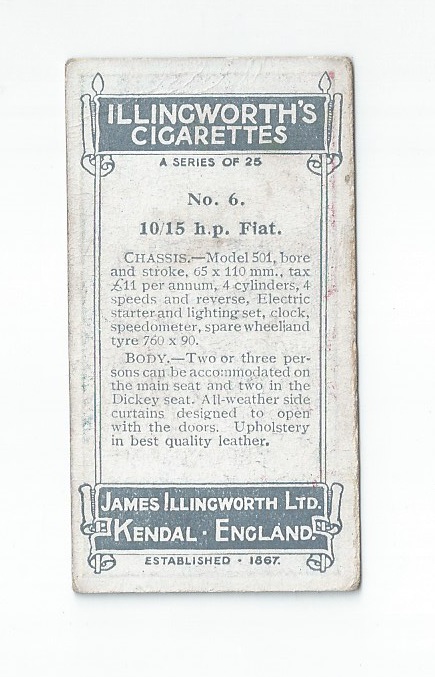 ILLINGWORTH'S
CIGARETTES
A SERIES OF 25
No. 6.
10/15 h.p. Fiat.
CHASSIS.—Model 501, bore
and stroke, 65 x 110 mm., tax
£11 per annum, 4 cylinders, 4
speeds and reverse, Electric
starter and lighting set, clock,
speedometer, spare wheel and
tyre 760 x 90.
BODY.—Two or three per-
sons can be accommodated on
the main seat and two in the
Dickey seat. All-weather side
curtains designed to open
with the doors. Upholstery
in best quality leather.
JAMES ILLINGWORTH LTD.
KENDAL · ENGLAND.
ESTABLISHED · 1867.